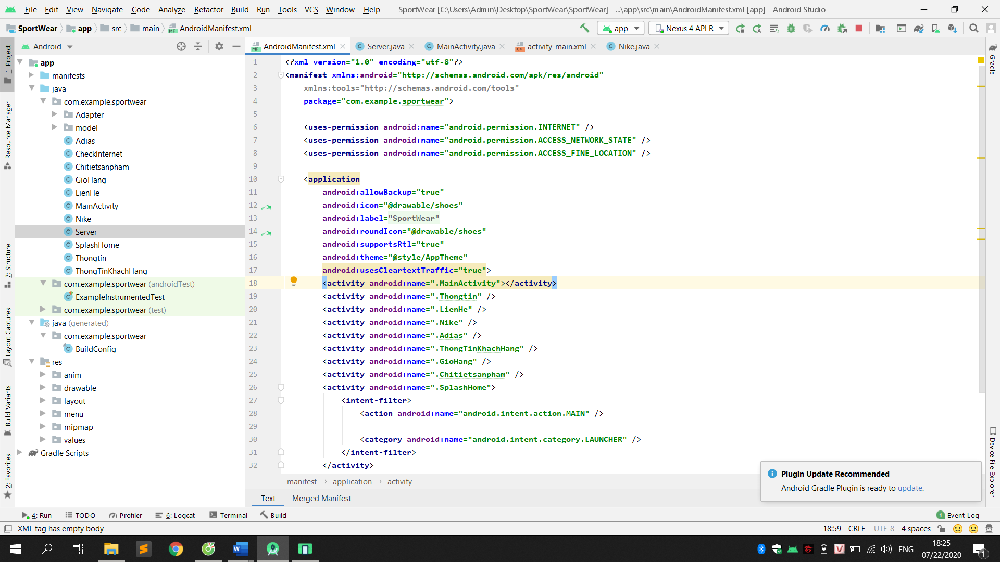 File Edit View Navigate Code Analyze Refactor Build Run Tools VCS Window Help SportWear [C:\Users\Admin\Desktop\SportWear\SportWear] - ...\app\src\main\AndroidManifest.xml [app] - Android Studio
SportWear app src main AndroidManifest.xml app Nexus 4 API R
Android AndroidManifest.xml Server.java MainActivity.java activity_main.xml Nike.java
1: Project
Resource Manager
7: Structure
Layout Captures
Build Variants
2: Favorites
app
manifests
java
com.example.sportwear
Adapter
model
Adias
CheckInternet
Chitietsanpham
GioHang
LienHe
MainActivity
Nike
Server
SplashHome
Thongtin
ThongTinKhachHang
com.example.sportwear (androidTest)
ExampleInstrumentedTest
com.example.sportwear (test)
java (generated)
com.example.sportwear
BuildConfig
res
anim
drawable
layout
menu
mipmap
values
Gradle Scripts
1 <?xml version="1.0" encoding="utf-8"?>
2 <manifest xmlns:android="http://schemas.android.com/apk/res/android"
3 xmlns:tools="http://schemas.android.com/tools"
4 package="com.example.sportwear">
5
6 <uses-permission android:name="android.permission.INTERNET" />
7 <uses-permission android:name="android.permission.ACCESS_NETWORK_STATE" />
8 <uses-permission android:name="android.permission.ACCESS_FINE_LOCATION" />
9
10 <application
11 android:allowBackup="true"
12 android:icon="@drawable/shoes"
13 android:label="SportWear"
14 android:roundIcon="@drawable/shoes"
15 android:supportsRtl="true"
16 android:theme="@style/AppTheme"
17 android:usesCleartextTraffic="true">
18 <activity android:name=".MainActivity"></activity>
19 <activity android:name=".Thongtin" />
20 <activity android:name=".LienHe" />
21 <activity android:name=".Nike" />
22 <activity android:name=".Adias" />
23 <activity android:name=".ThongTinKhachHang" />
24 <activity android:name=".GioHang" />
25 <activity android:name=".Chitietsanpham" />
26 <activity android:name=".SplashHome">
27 <intent-filter>
28 <action android:name="android.intent.action.MAIN" />
29
30 <category android:name="android.intent.category.LAUNCHER" />
31 </intent-filter>
32 </activity>
manifest › application › activity
Text Merged Manifest
Gradle
Device File Explorer
Plugin Update Recommended
Android Gradle Plugin is ready to update.
4: Run TODO Profiler 6: Logcat Terminal Build 1 Event Log
XML tag has empty body 18:59 CRLF UTF-8 4 spaces
ENG 18:25
07/22/2020
1